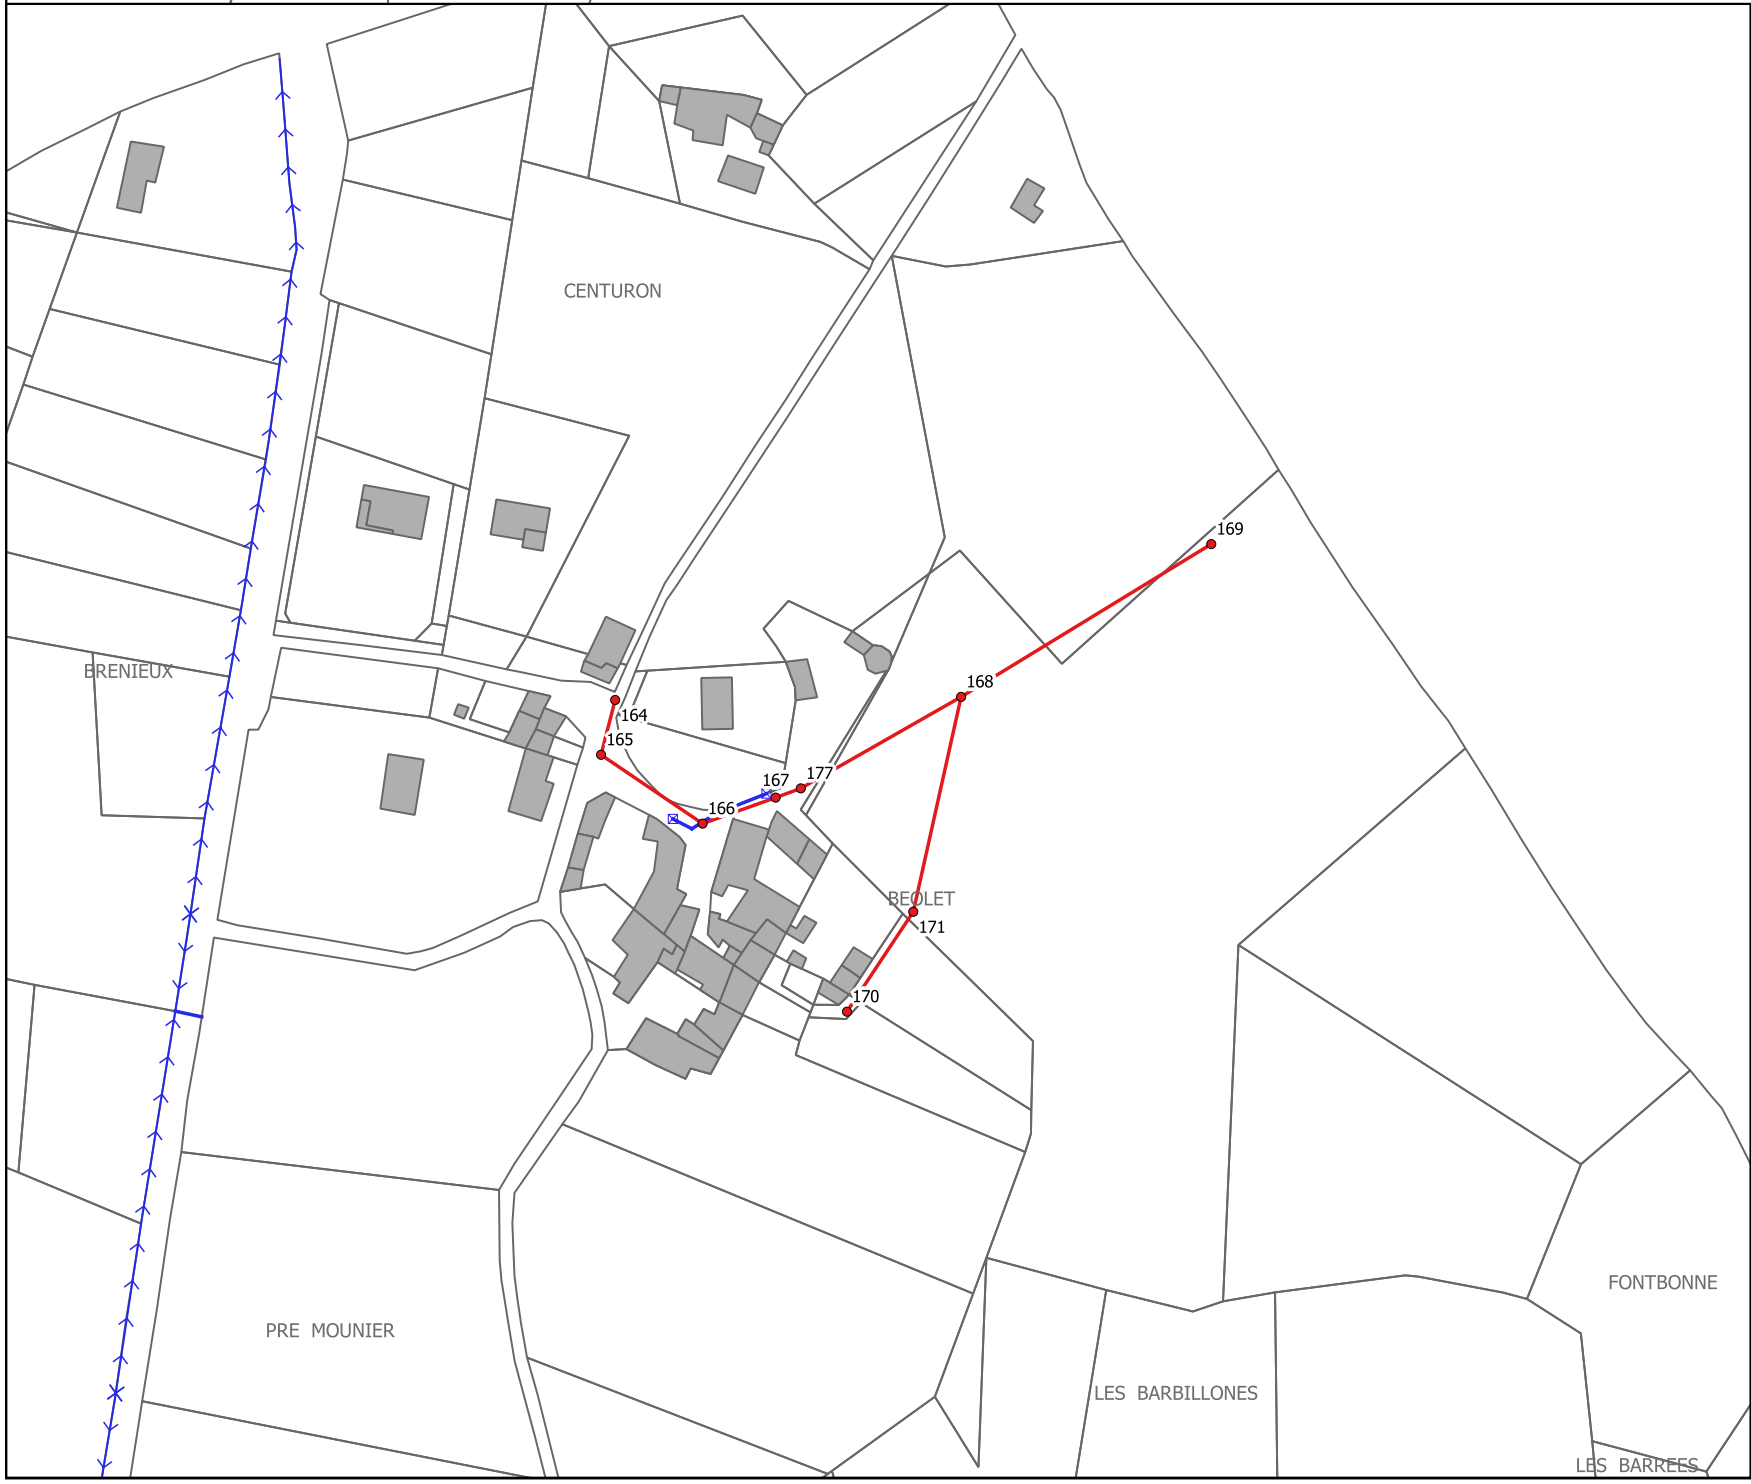 CENTURON
169
BRENIEUX
168
164
165
177
167
166
BEOLET
171
170
FONTBONNE
PRE MOUNIER
LES BARBILLONES
LES BARREES